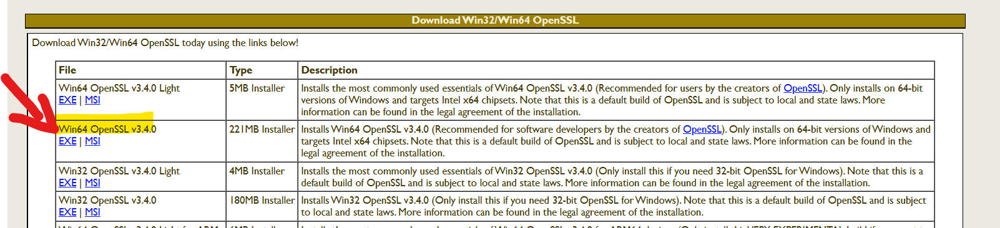 Download Win32/Win64 OpenSSL
Download Win32/Win64 OpenSSL today using the links below!
File Type Description
Win64 OpenSSL v3.4.0 Light
EXE | MSI
5MB Installer
Installs the most commonly used essentials of Win64 OpenSSL v3.4.0 (Recommended for users by the creators of OpenSSL). Only installs on 64-bit
versions of Windows and targets Intel x64 chipsets. Note that this is a default build of OpenSSL and is subject to local and state laws. More
information can be found in the legal agreement of the installation.
Win64 OpenSSL v3.4.0
EXE | MSI
221MB Installer
Installs Win64 OpenSSL v3.4.0 (Recommended for software developers by the creators of OpenSSL). Only installs on 64-bit versions of Windows and
targets Intel x64 chipsets. Note that this is a default build of OpenSSL and is subject to local and state laws. More information can be found in the
legal agreement of the installation.
Win32 OpenSSL v3.4.0 Light
EXE | MSI
4MB Installer
Installs the most commonly used essentials of Win32 OpenSSL v3.4.0 (Only install this if you need 32-bit OpenSSL for Windows). Note that this is a
default build of OpenSSL and is subject to local and state laws. More information can be found in the legal agreement of the installation.
Win32 OpenSSL v3.4.0
EXE | MSI
180MB Installer
Installs Win32 OpenSSL v3.4.0 (Only install this if you need 32-bit OpenSSL for Windows). Note that this is a default build of OpenSSL and is subject
to local and state laws. More information can be found in the legal agreement of the installation.